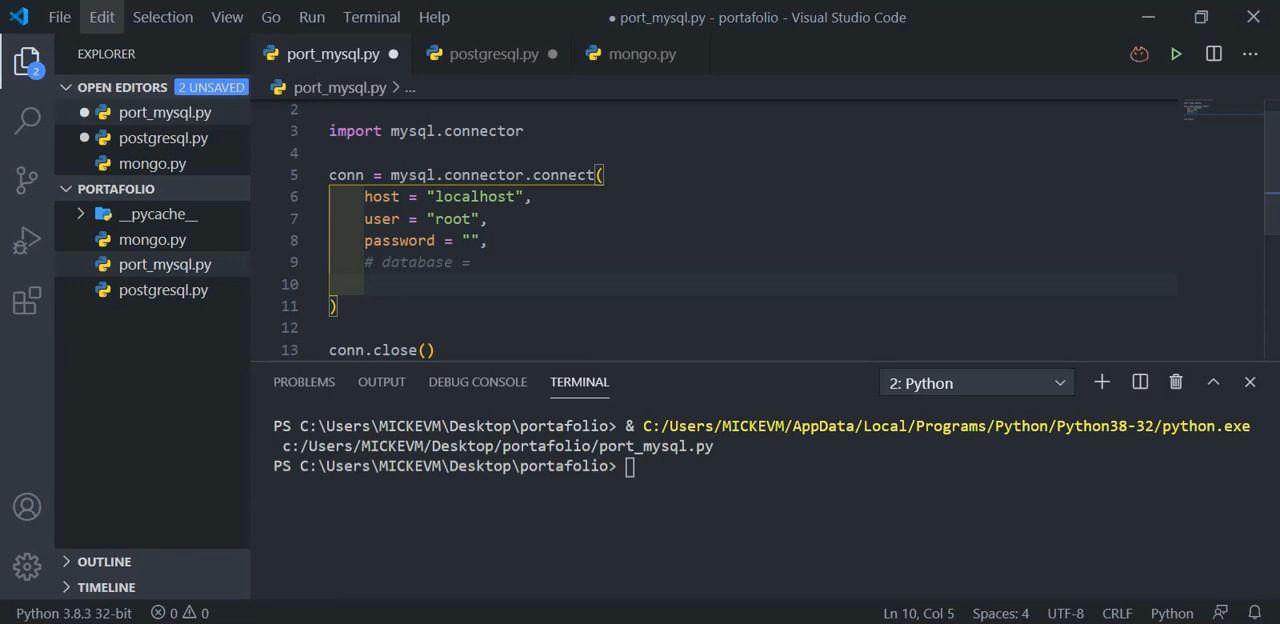 File Edit Selection View Go Run Terminal Help ● port_mysql.py - portafolio - Visual Studio Code
EXPLORER
port_mysql.py ● postgresql.py ● mongo.py
OPEN EDITORS 2 UNSAVED
port_mysql.py > ...
● port_mysql.py
● postgresql.py
mongo.py
PORTAFOLIO
__pycache__
mongo.py
port_mysql.py
postgresql.py
OUTLINE
TIMELINE
2
3 import mysql.connector
4
5 conn = mysql.connector.connect(
6 host = "localhost",
7 user = "root",
8 password = "",
9 # database =
10
11 )
12
13 conn.close()
PROBLEMS OUTPUT DEBUG CONSOLE TERMINAL 2: Python
PS C:\Users\MICKEVM\Desktop\portafolio> & C:/Users/MICKEVM/AppData/Local/Programs/Python/Python38-32/python.exe
c:/Users/MICKEVM/Desktop/portafolio/port_mysql.py
PS C:\Users\MICKEVM\Desktop\portafolio>
2
Python 3.8.3 32-bit 0 0 Ln 10, Col 5 Spaces: 4 UTF-8 CRLF Python